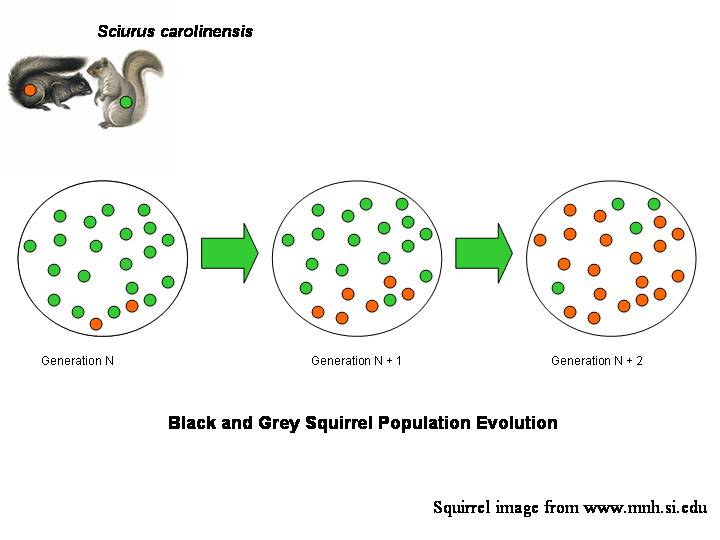 Sciurus carolinensis
Generation N
Generation N + 1
Generation N + 2
Black and Grey Squirrel Population Evolution
Squirrel image from www.mnh.si.edu